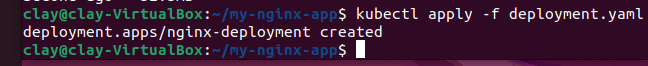 clay@clay-VirtualBox:~/my-nginx-app$ kubectl apply -f deployment.yaml
deployment.apps/nginx-deployment created
clay@clay-VirtualBox:~/my-nginx-app$